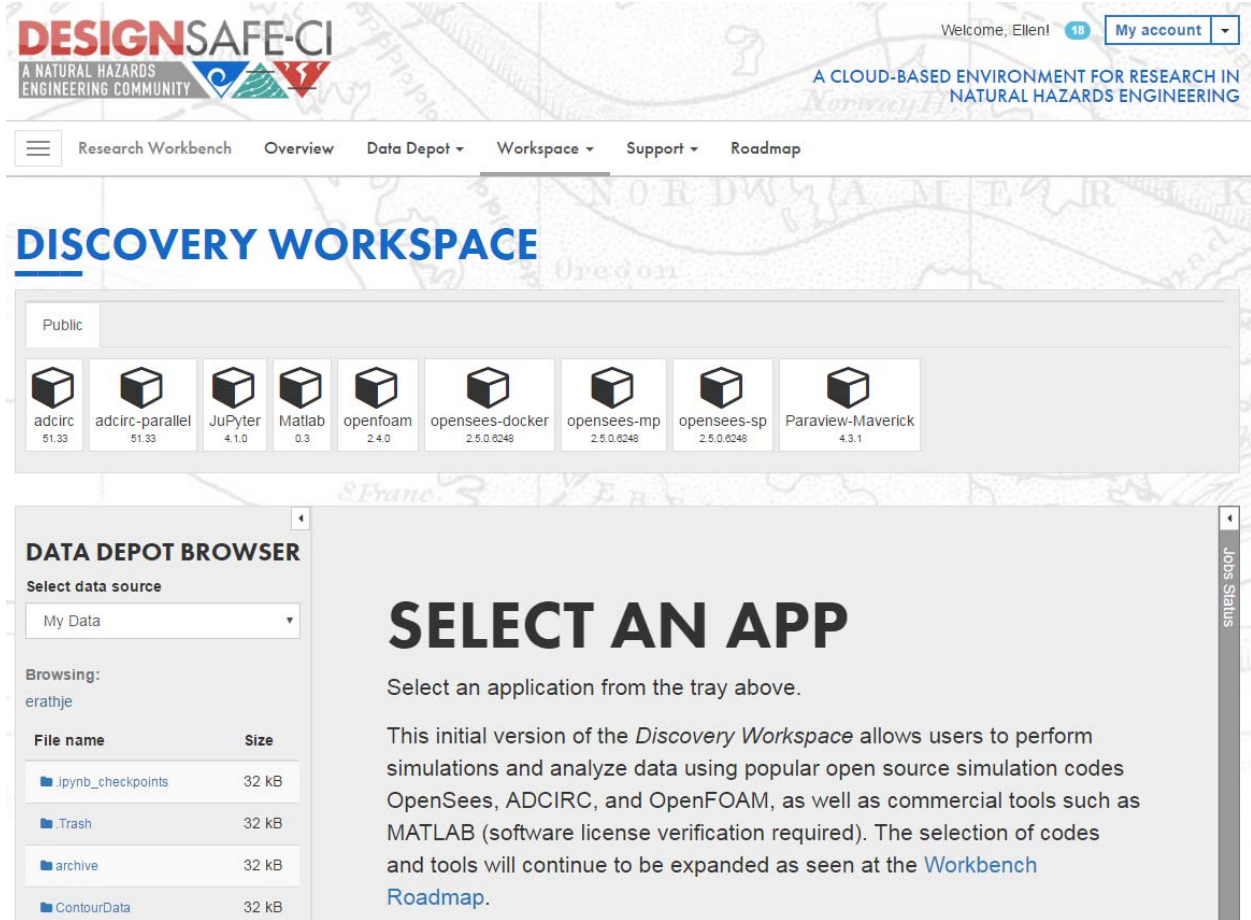 DESIGNSAFE-CI
A NATURAL HAZARDS
ENGINEERING COMMUNITY
Welcome, Ellen! 18 My account
A CLOUD-BASED ENVIRONMENT FOR RESEARCH IN
NATURAL HAZARDS ENGINEERING
Research Workbench Overview Data Depot Workspace Support Roadmap
DISCOVERY WORKSPACE
Oregon
Public
adcirc adcirc-parallel JuPyter Matlab openfoam opensees-docker opensees-mp opensees-sp Paraview-Maverick
51.33 51.33 4.1.0 0.3 2.4.0 2.5.0.6248 2.5.0.6248 2.5.0.6248 4.3.1
DATA DEPOT BROWSER
Select data source
My Data
Browsing:
erathje
File name Size
.ipynb_checkpoints 32 kB
.Trash 32 kB
archive 32 kB
ContourData 32 kB
SELECT AN APP
Select an application from the tray above.
This initial version of the Discovery Workspace allows users to perform
simulations and analyze data using popular open source simulation codes
OpenSees, ADCIRC, and OpenFOAM, as well as commercial tools such as
MATLAB (software license verification required). The selection of codes
and tools will continue to be expanded as seen at the Workbench
Roadmap.
Jobs Status